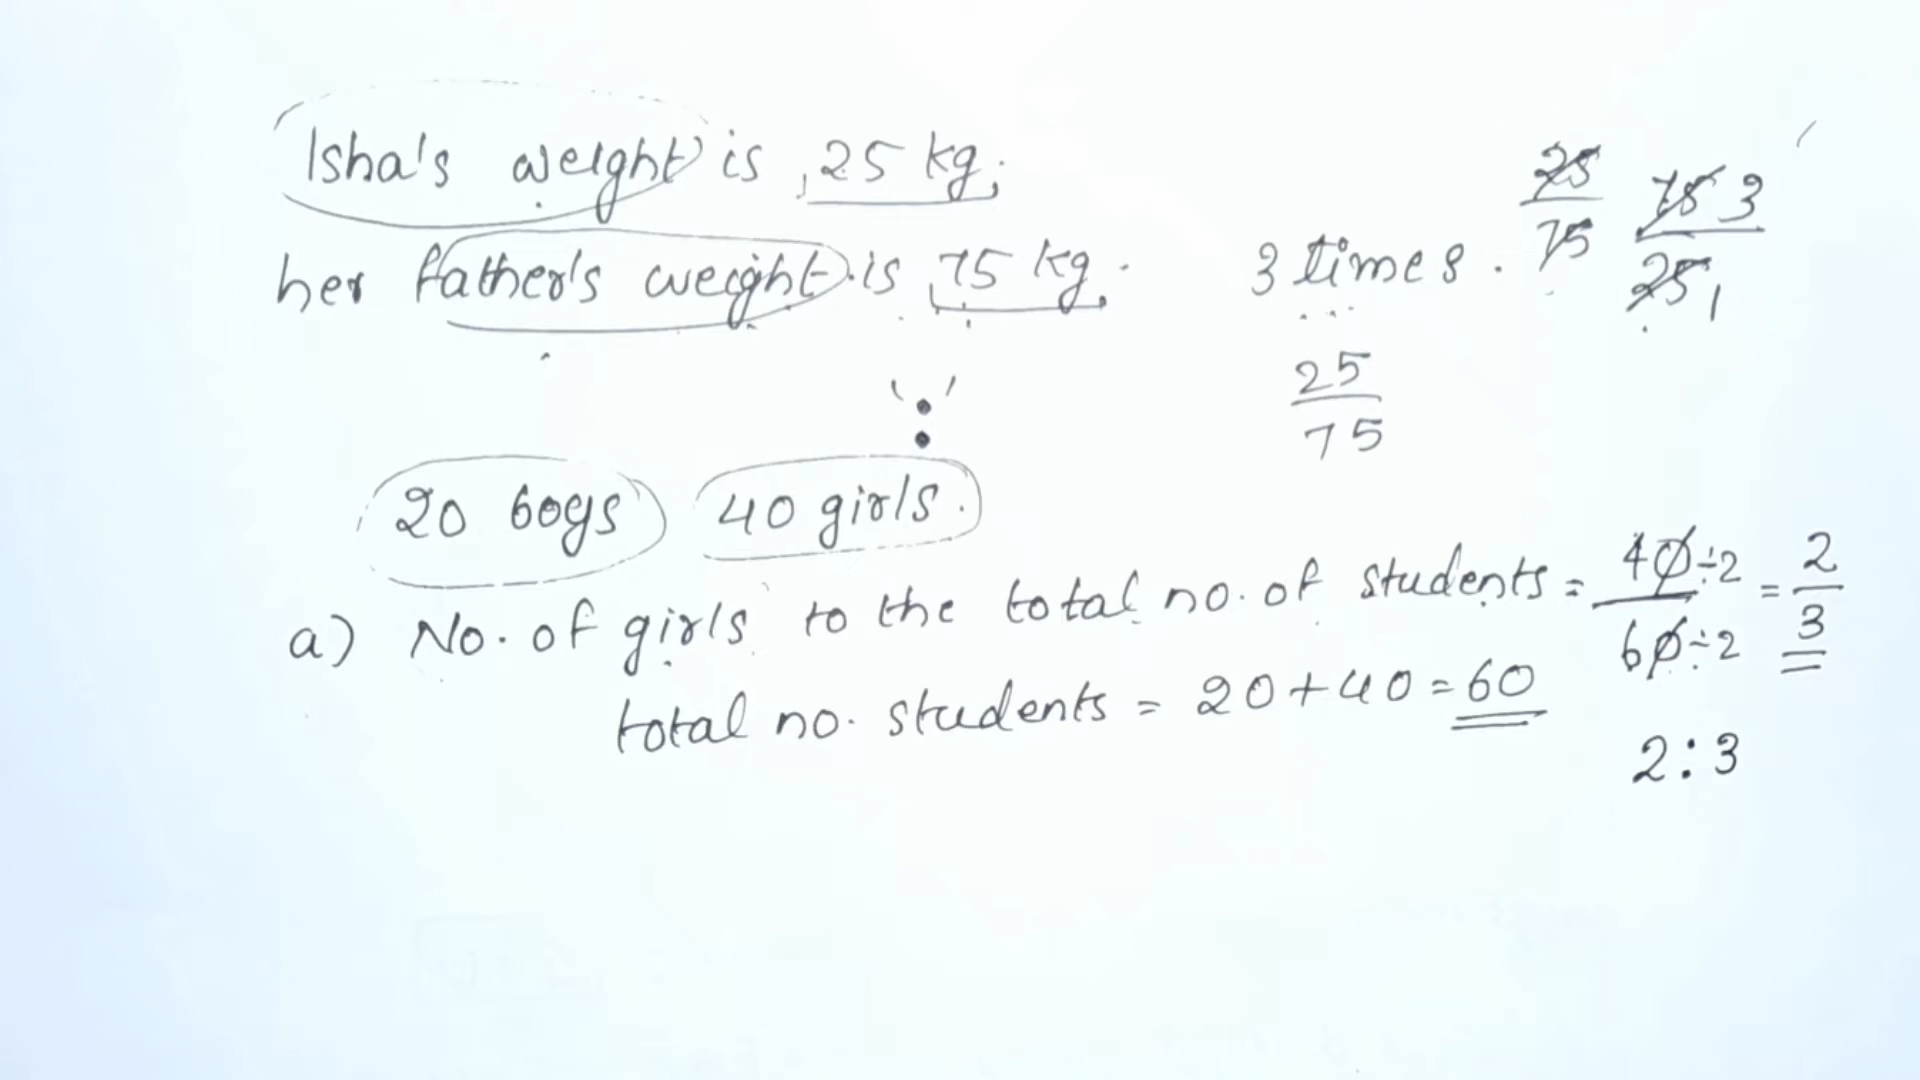 Isha's weight is 25 kg.
her father's weight is 75 kg.
3 times.
25
75
75 3
25 1
25
75
:
20 boys 40 girls.
a) No. of girls to the total no. of students = 40÷2 / 60÷2 = 2/3
total no. students = 20+40=60
2:3